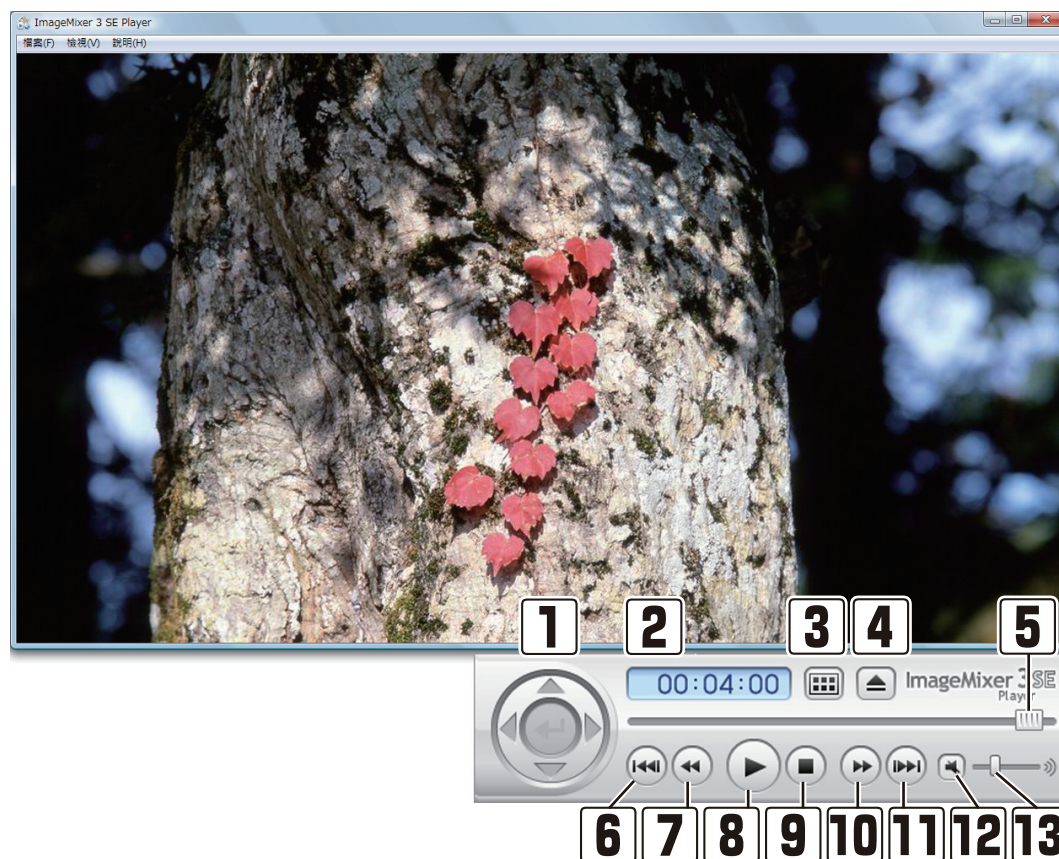 ImageMixer 3 SE Player
檔案(F) 檢視(V) 說明(H)
1 2 3 4 5
00:04:00 ImageMixer 3 SE
Player
6 7 8 9 10 11 12 13